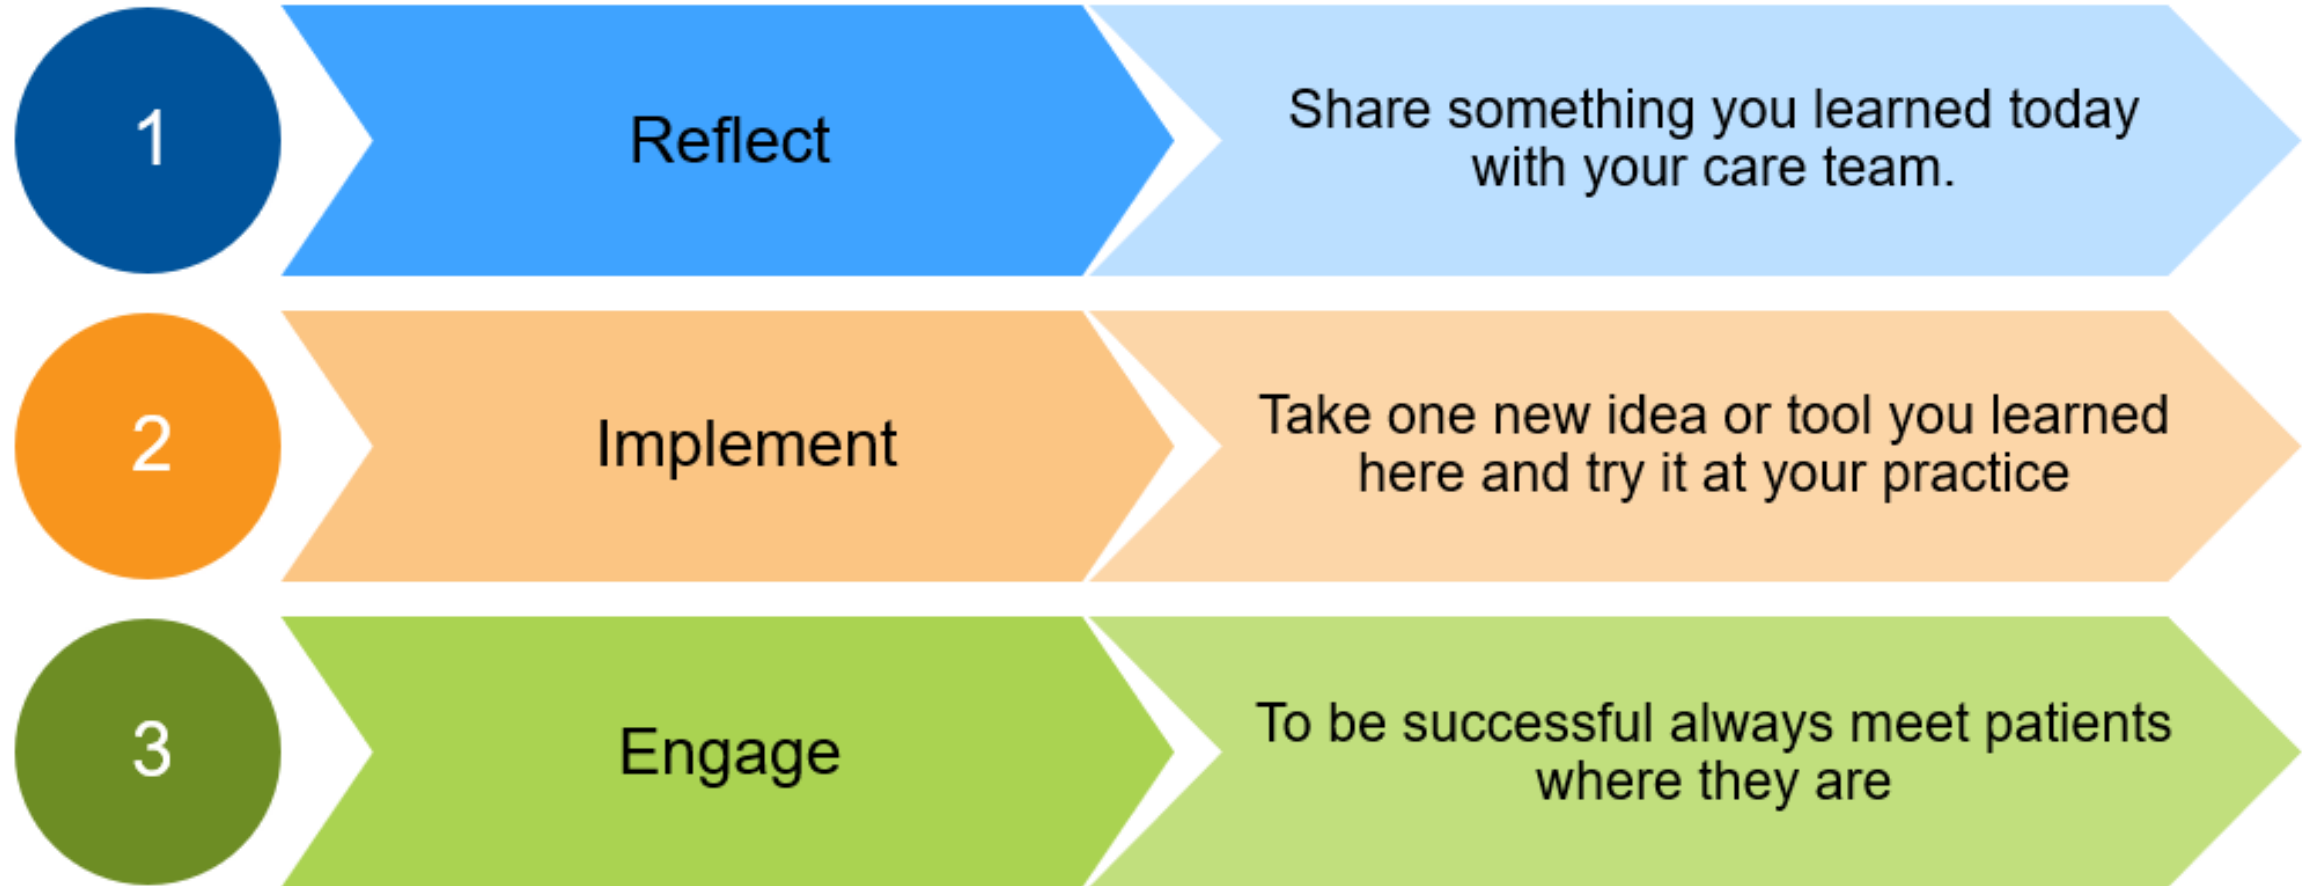 1
Reflect
Share something you learned today
with your care team.
2
Implement
Take one new idea or tool you learned
here and try it at your practice
3
Engage
To be successful always meet patients
where they are